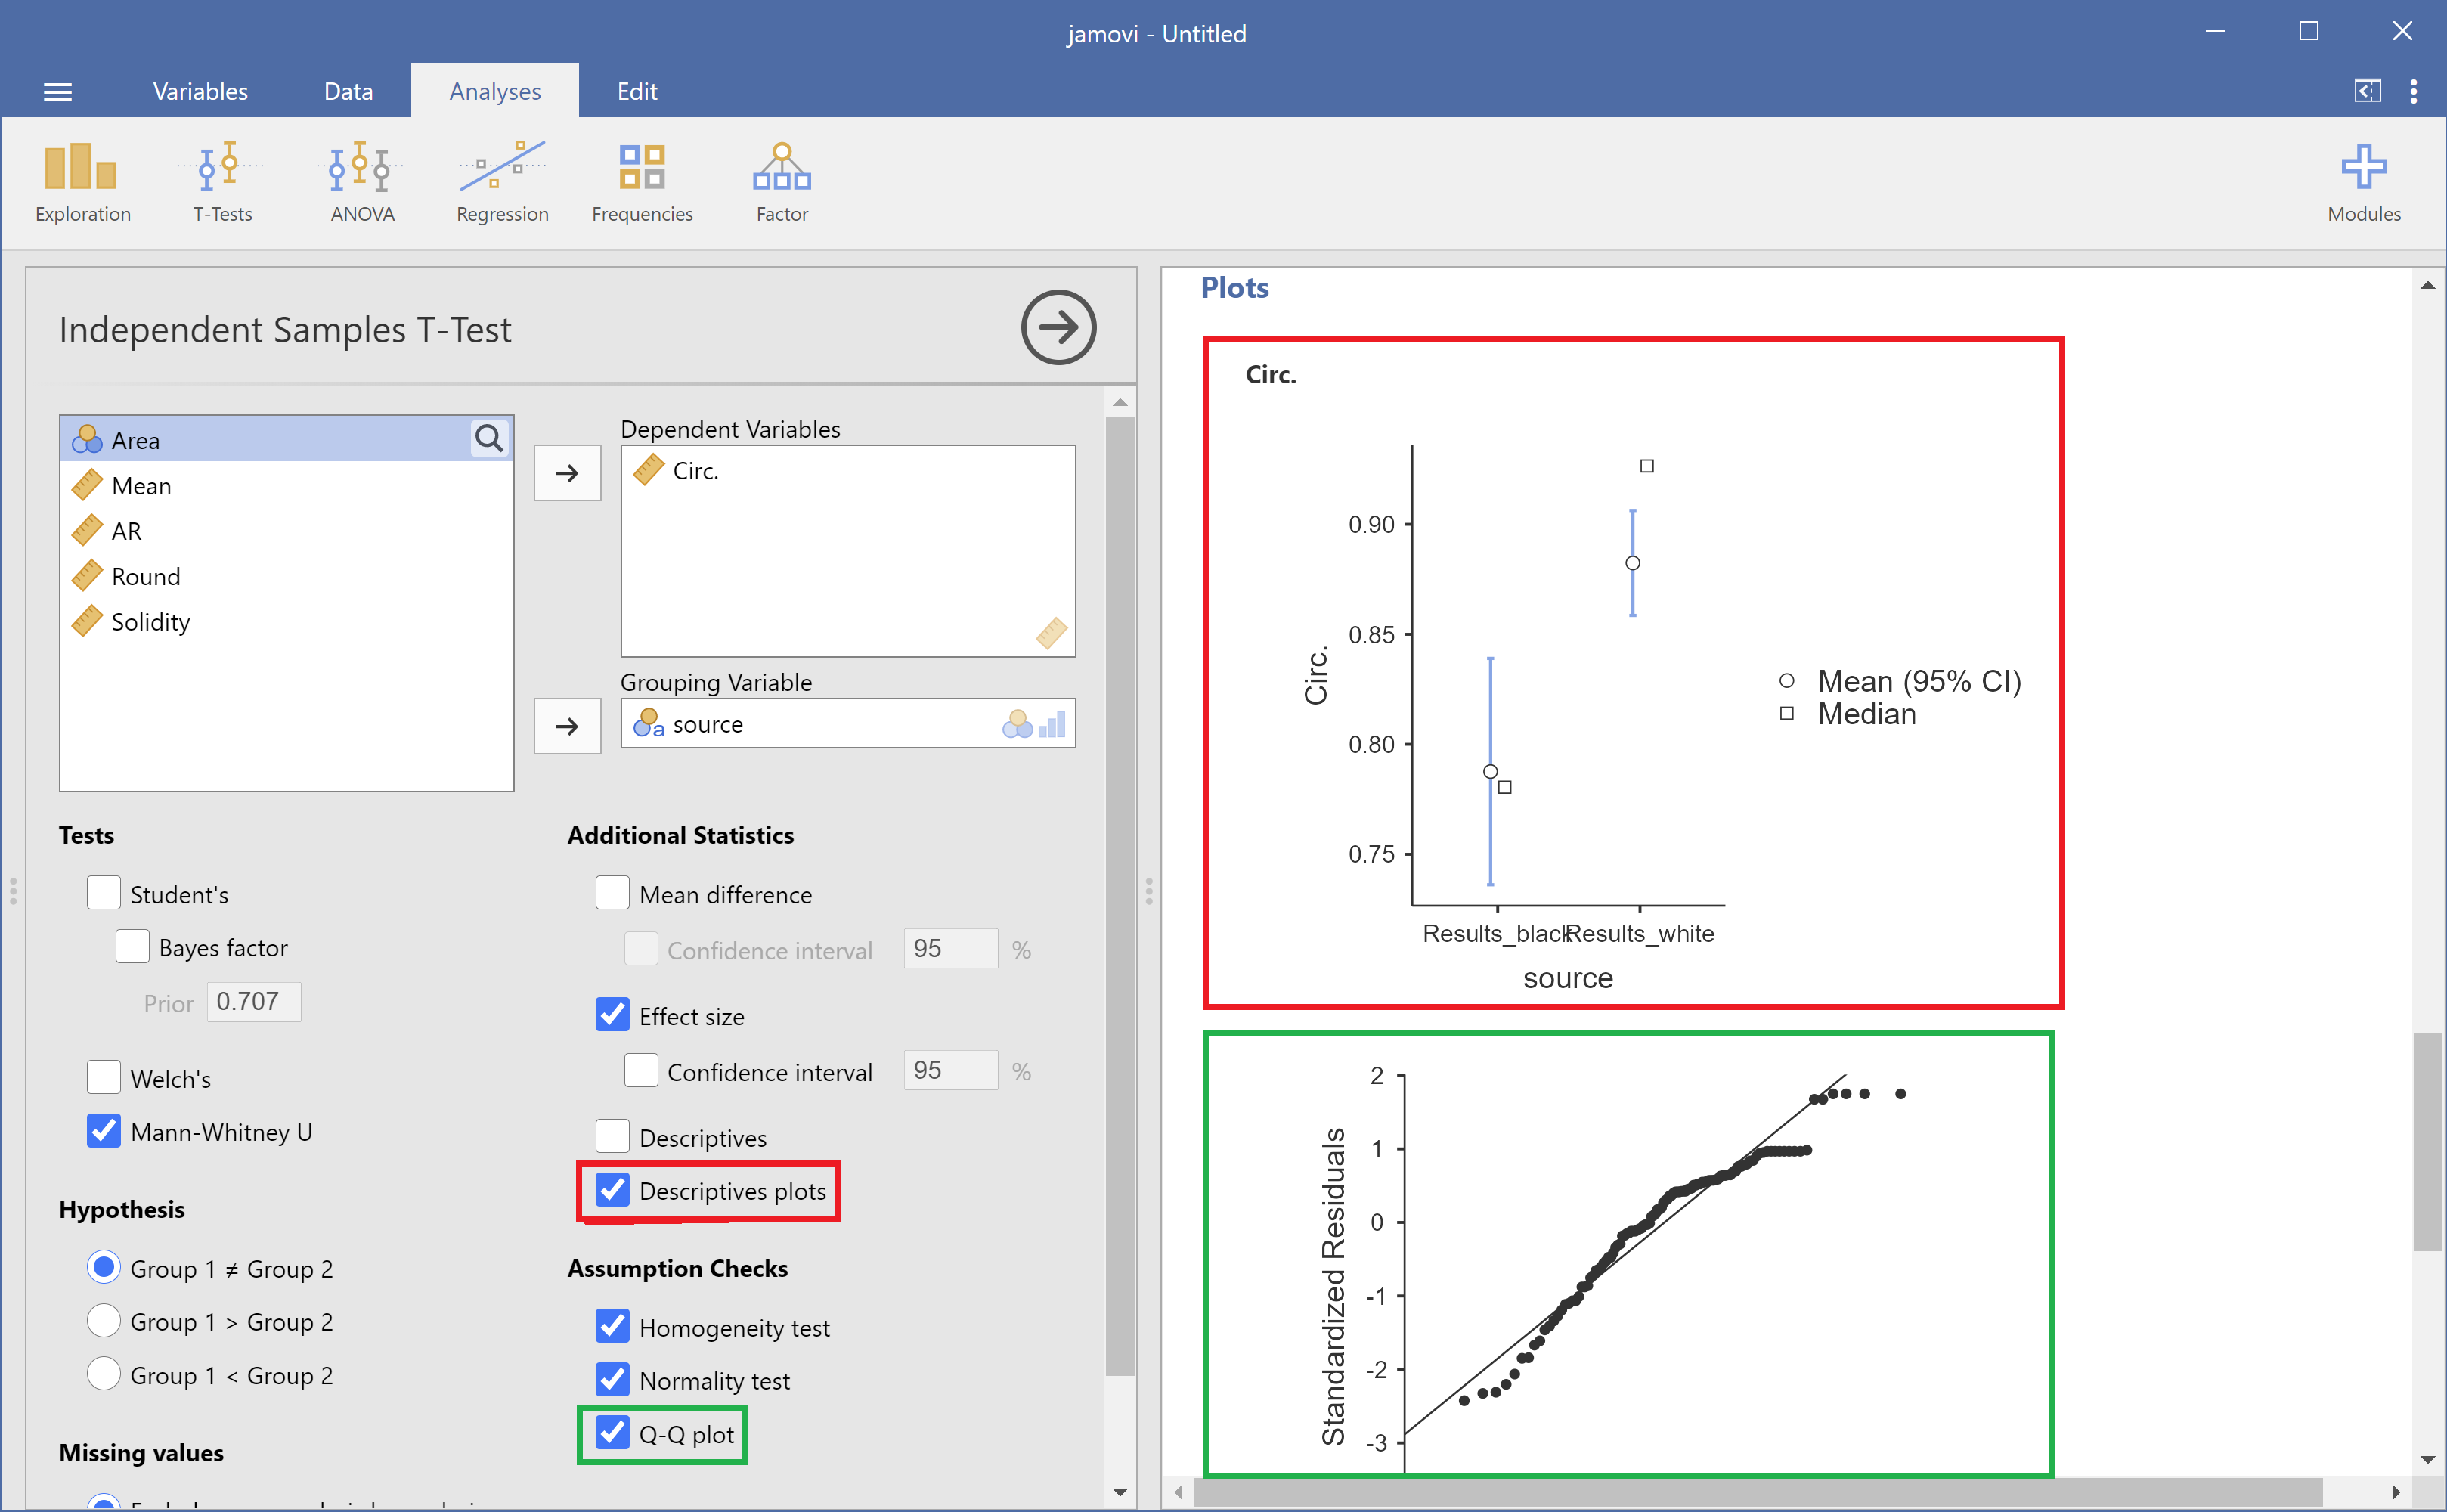 jamovi - Untitled
Variables
Data
Analyses
Edit
Exploration
T-Tests
ANOVA
Regression
Frequencies
Factor
Modules
Independent Samples T-Test
Area
Mean
AR
Round
Solidity
Dependent Variables
Circ.
Grouping Variable
a source
Tests
Student's
Bayes factor
Prior 0.707
Welch's
Mann-Whitney U
Hypothesis
Group 1 ≠ Group 2
Group 1 > Group 2
Group 1 < Group 2
Missing values
Additional Statistics
Mean difference
Confidence interval 95 %
Effect size
Confidence interval 95 %
Descriptives
Descriptives plots
Assumption Checks
Homogeneity test
Normality test
Q-Q plot
Plots
Circ.
0.90
0.85
0.80
0.75
Circ.
Results_black
Results_white
source
Mean (95% CI)
Median
2
1
0
-1
-2
-3
Standardized Residuals